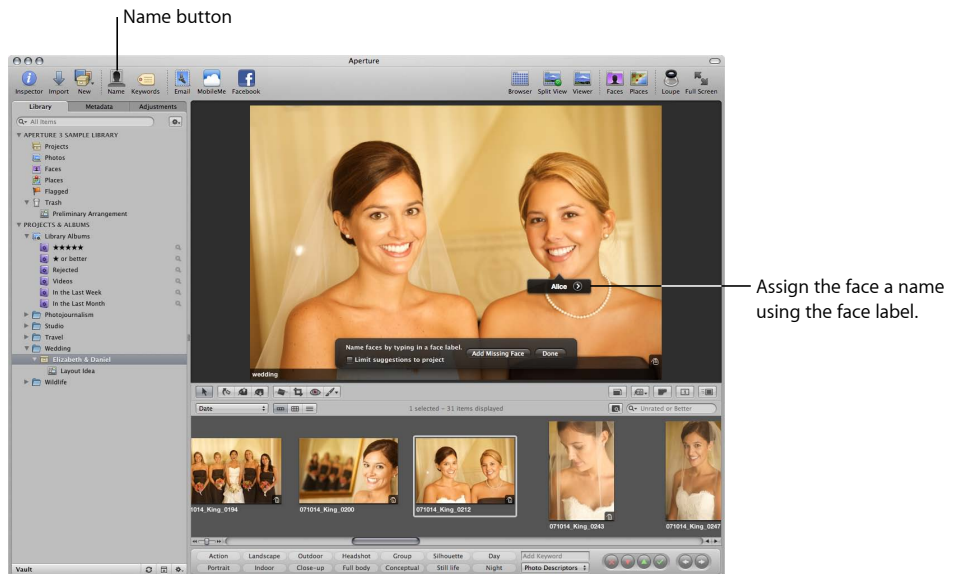 Name button
Aperture
Inspector Import New Name Keywords Email MobileMe Facebook Browser Split View Viewer Faces Places Loupe Full Screen
Library Metadata Adjustments
All Items
APERTURE 3 SAMPLE LIBRARY
Projects
Photos
Faces
Places
Flagged
Trash
Preliminary Arrangement
PROJECTS & ALBUMS
Library Albums
★★★★★
★ or better
Rejected
Videos
In the Last Week
In the Last Month
Photojournalism
Studio
Travel
Wedding
Elizabeth & Daniel
Layout Idea
Wildlife
Vault
Alice
Assign the face a name
using the face label.
Name faces by typing in a face label.
Limit suggestions to project
Add Missing Face Done
wedding
Date 1 selected - 31 items displayed Unrated or Better
1014_King_0194 071014_King_0200 071014_King_0212 071014_King_0243 071014_King_0247
Action Landscape Outdoor Headshot Group Silhouette Day Add Keyword
Portrait Indoor Close-up Full body Conceptual Still life Night Photo Descriptors